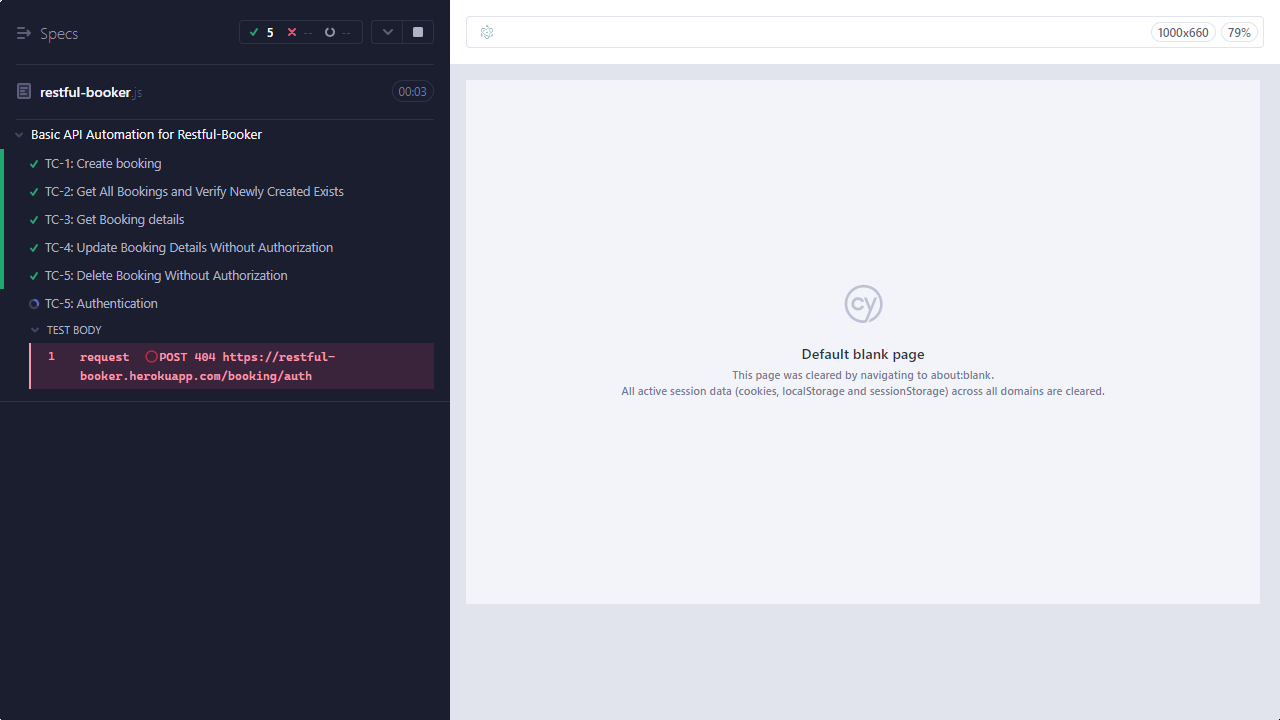 Specs
5
--
--
restful-booker.js
00:03
Basic API Automation for Restful-Booker
TC-1: Create booking
TC-2: Get All Bookings and Verify Newly Created Exists
TC-3: Get Booking details
TC-4: Update Booking Details Without Authorization
TC-5: Delete Booking Without Authorization
TC-5: Authentication
TEST BODY
1 request POST 404 https://restful-
booker.herokuapp.com/booking/auth
1000x660
79%
cy
Default blank page
This page was cleared by navigating to about:blank.
All active session data (cookies, localStorage and sessionStorage) across all domains are cleared.